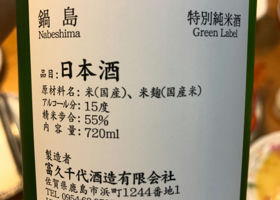 鍋島
Nabeshima
特別純米酒
Green Label
品目：日本酒
原材料名：米(国産)、米麹(国産米)
アルコール分：15度
精米歩合：55%
内容量：720ml
製造者
富久千代酒造有限会社
佐賀県鹿島市浜町1244番地1